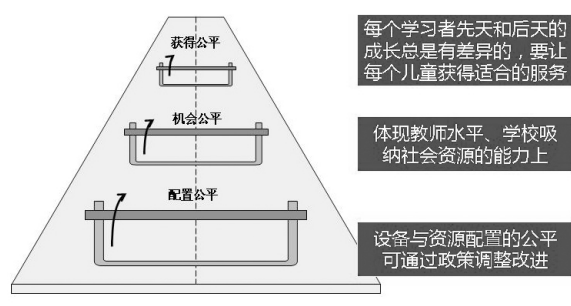 获得公平
每个学习者先天和后天的
成长总是有差异的，要让
每个儿童获得适合的服务
机会公平
体现教师水平、学校吸
纳社会资源的能力上
配置公平
设备与资源配置的公平
可通过政策调整改进